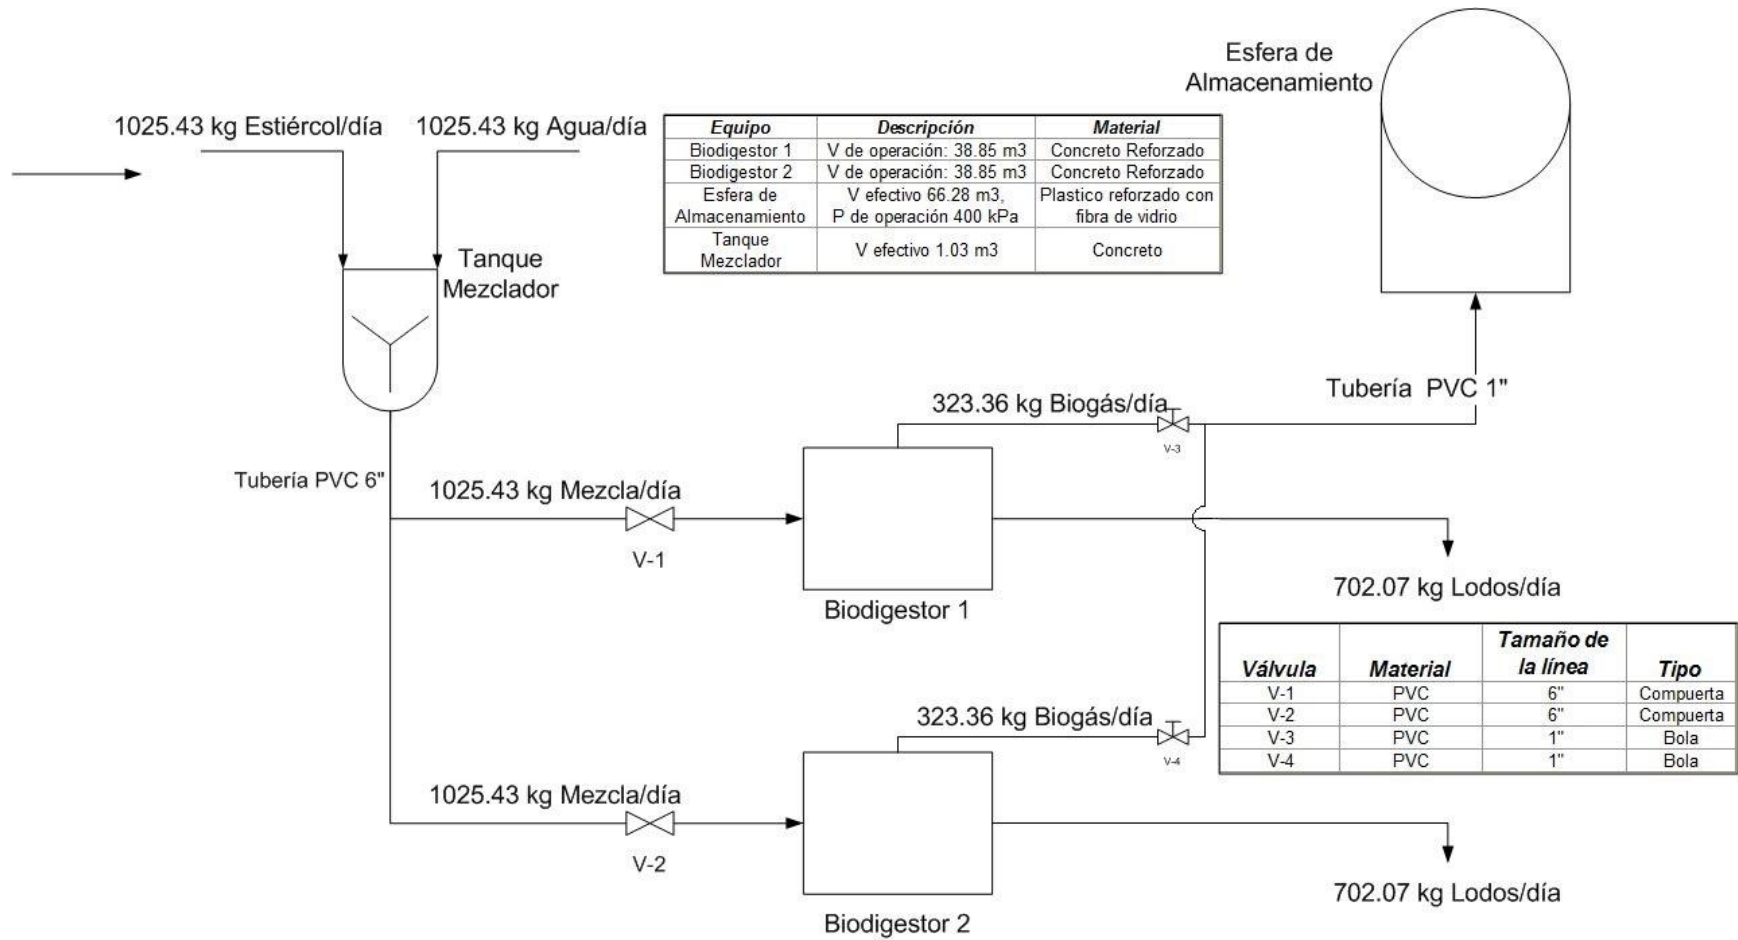 Esfera de
Almacenamiento
1025.43 kg Estiércol/día
1025.43 kg Agua/día
Equipo Descripción Material
Biodigestor 1 V de operación: 38.85 m3 Concreto Reforzado
Biodigestor 2 V de operación: 38.85 m3 Concreto Reforzado
Esfera de V efectivo 66.28 m3, Plastico reforzado con
Almacenamiento P de operación 400 kPa fibra de vidrio
Tanque
Mezclador V efectivo 1.03 m3 Concreto
Tanque
Mezclador
Tubería PVC 1"
323.36 kg Biogás/día
V-3
Tubería PVC 6"
1025.43 kg Mezcla/día
V-1
Biodigestor 1
702.07 kg Lodos/día
Válvula Material Tamaño de la línea Tipo
V-1 PVC 6" Compuerta
V-2 PVC 6" Compuerta
V-3 PVC 1" Bola
V-4 PVC 1" Bola
323.36 kg Biogás/día
V-4
1025.43 kg Mezcla/día
V-2
Biodigestor 2
702.07 kg Lodos/día